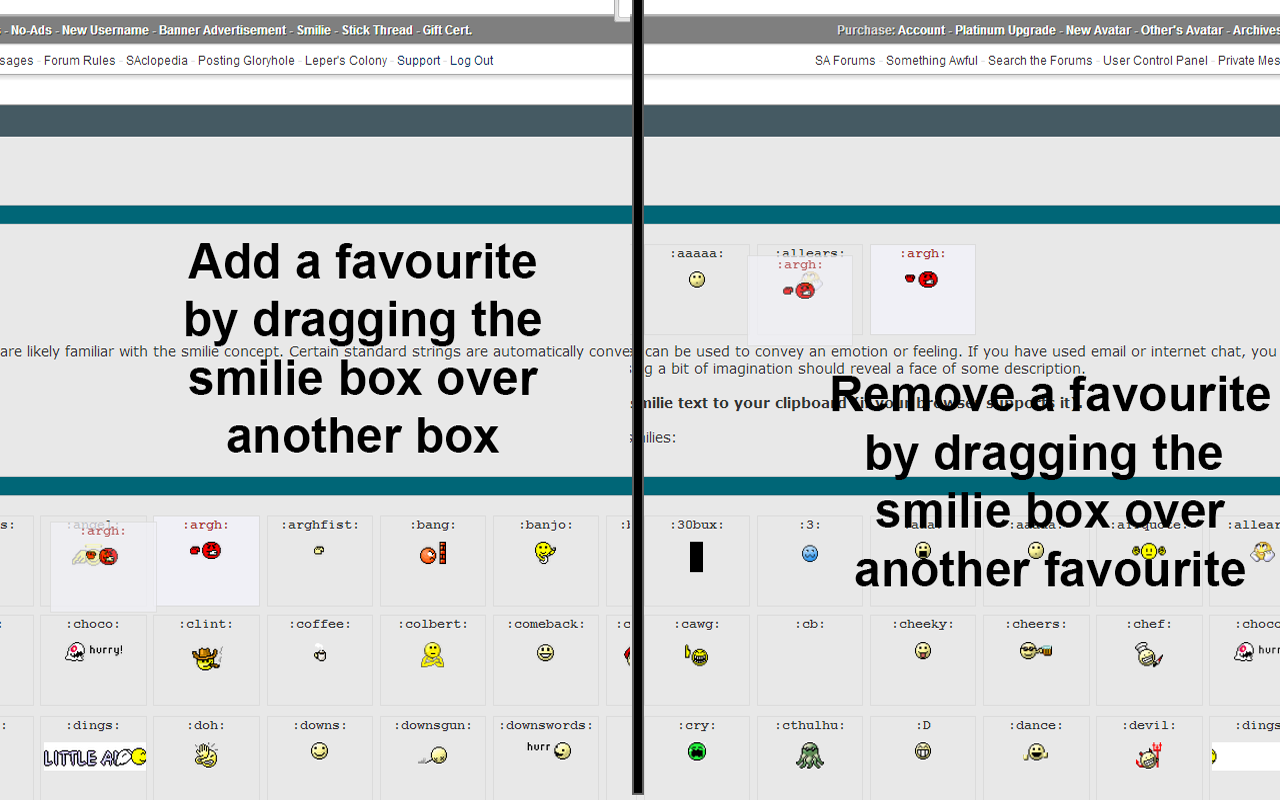 - No-Ads - New Username - Banner Advertisement - Smilie - Stick Thread - Gift Cert.
sages - Forum Rules - SAclopedia - Posting Gloryhole - Leper's Colony - Support - Log Out
Add a favourite
by dragging the
smilie box over
another box
are likely familiar with the smilie concept. Certain standard strings are automatically conve
s: :angel: :argh: :arghfist: :bang: :banjo:
:argh:
: :choco: :clint: :coffee: :colbert: :comeback: :c
hurry!
: :dings: :doh: :downs: :downsgun: :downswords:
LITTLE
hurr
Purchase: Account - Platinum Upgrade - New Avatar - Other's Avatar - Archives
SA Forums - Something Awful - Search the Forums - User Control Panel - Private Mes
:aaaaa: :allears: :argh:
:argh:
can be used to convey an emotion or feeling. If you have used email or internet chat, you
g a bit of imagination should reveal a face of some description.
milie text to your clipboard (if your browser supports it).
ilies:
Remove a favourite
by dragging the
smilie box over
another favourite
:30bux: :3: :aaa: :aaaaa: :airquote: :allear
:cawg: :cb: :cheeky: :cheers: :chef: :choco
hurr
:cry: :cthulhu: :D :dance: :devil: :dings